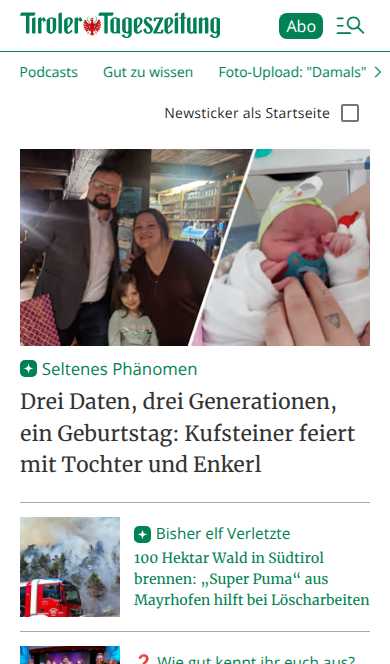 Tiroler Tageszeitung
Abo
Podcasts Gut zu wissen Foto-Upload: "Damals"
Newsticker als Startseite
Seltenes Phänomen
Drei Daten, drei Generationen,
ein Geburtstag: Kufsteiner feiert
mit Tochter und Enkerl
Bisher elf Verletzte
100 Hektar Wald in Südtirol
brennen: „Super Puma“ aus
Mayrhofen hilft bei Löscharbeiten
? Wie gut kennt ihr euch aus?